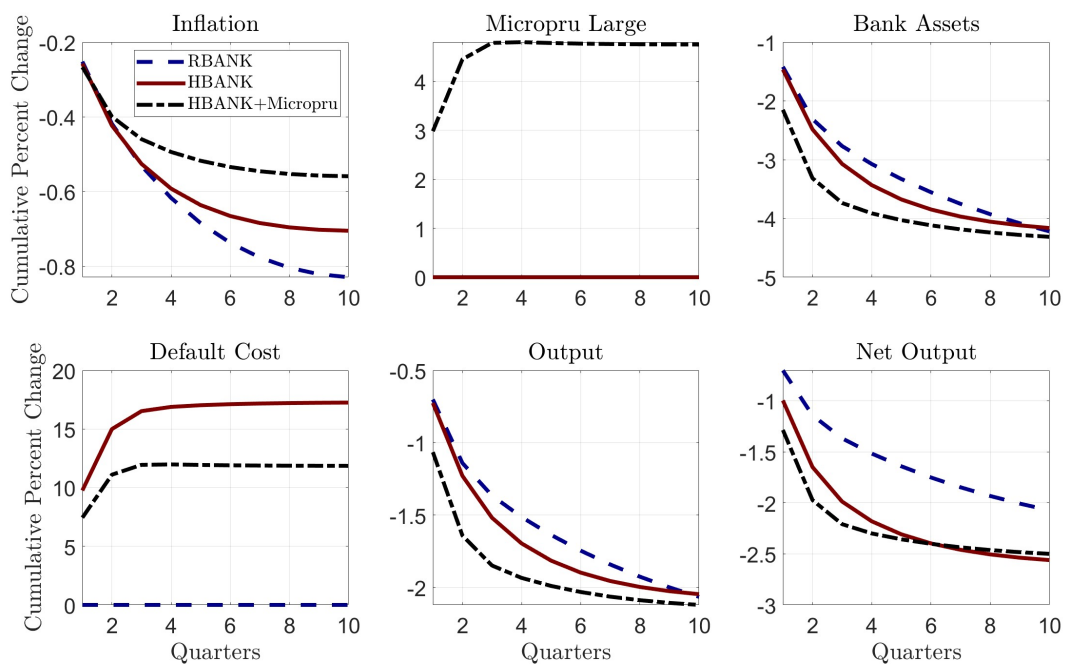 Inflation
Micropru Large
Bank Assets
Cumulative Percent Change
-0.2
-0.4
-0.6
-0.8
RBANK
HBANK
HBANK+Micropru
2 4 6 8 10
4
3
2
1
0
2 4 6 8 10
-1
-2
-3
-4
-5
2 4 6 8 10
Default Cost
Output
Net Output
Cumulative Percent Change
20
15
10
5
0
2 4 6 8 10
Quarters
-0.5
-1
-1.5
-2
2 4 6 8 10
Quarters
-1
-1.5
-2
-2.5
-3
2 4 6 8 10
Quarters